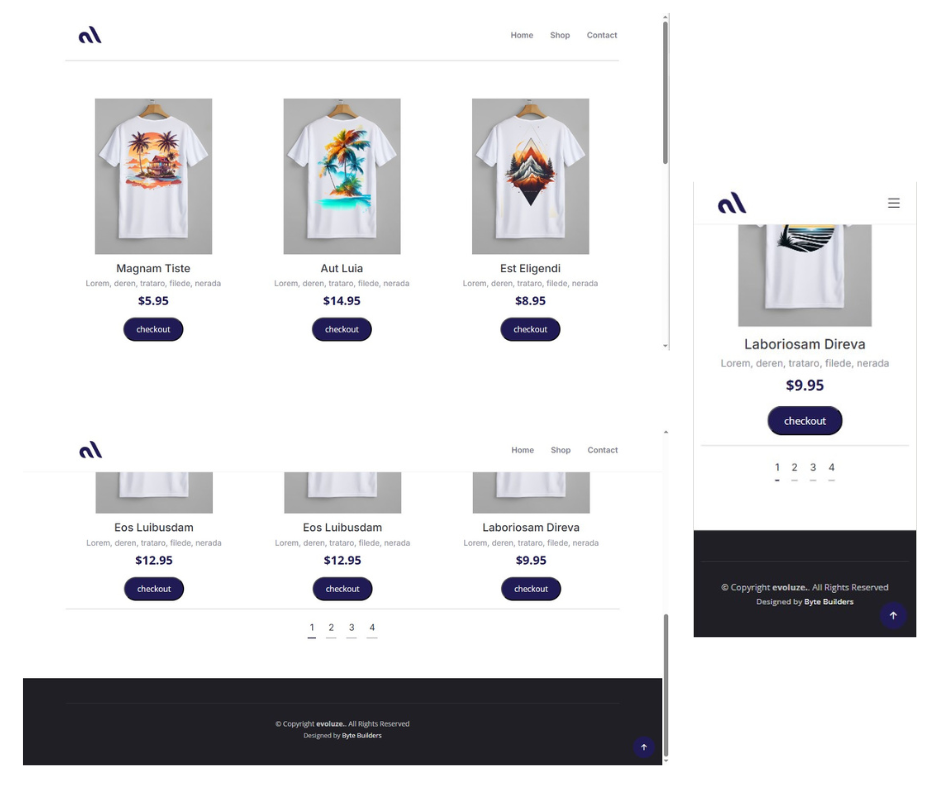 Home Shop Contact
Magnam Tiste Aut Luia Est Eligendi
Lorem, deren, trataro, filede, nerada Lorem, deren, trataro, filede, nerada Lorem, deren, trataro, filede, nerada
$5.95 $14.95 $8.95
checkout checkout checkout
Home Shop Contact
Eos Luibusdam Eos Luibusdam Laboriosam Direva
Lorem, deren, trataro, filede, nerada Lorem, deren, trataro, filede, nerada Lorem, deren, trataro, filede, nerada
$12.95 $12.95 $9.95
checkout checkout checkout
1 2 3 4
© Copyright evoluze.. All Rights Reserved
Designed by Byte Builders
Laboriosam Direva
Lorem, deren, trataro, filede, nerada
$9.95
checkout
1 2 3 4
© Copyright evoluze.. All Rights Reserved
Designed by Byte Builders